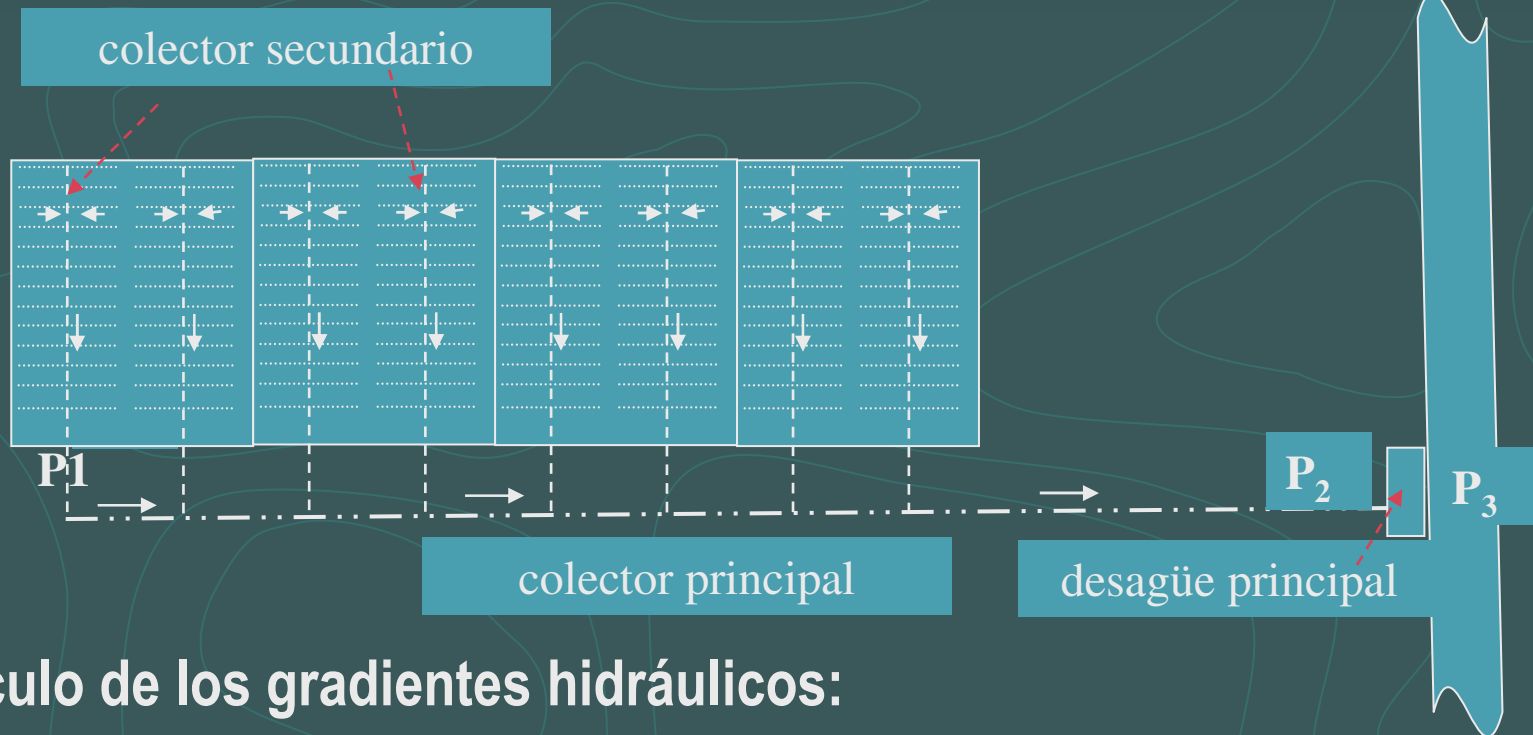 colector secundario
P1
P2
P3
colector principal
desagüe principal
culo de los gradientes hidráulicos: